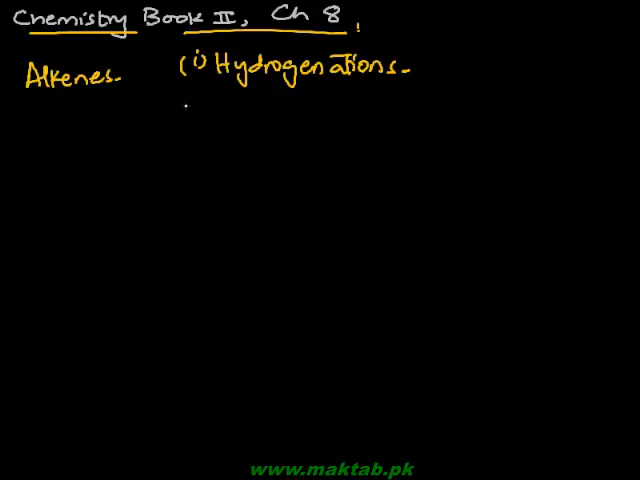 Chemistry Book II, Ch 8
Alkenes- (i) Hydrogenations-
www.maktab.pk